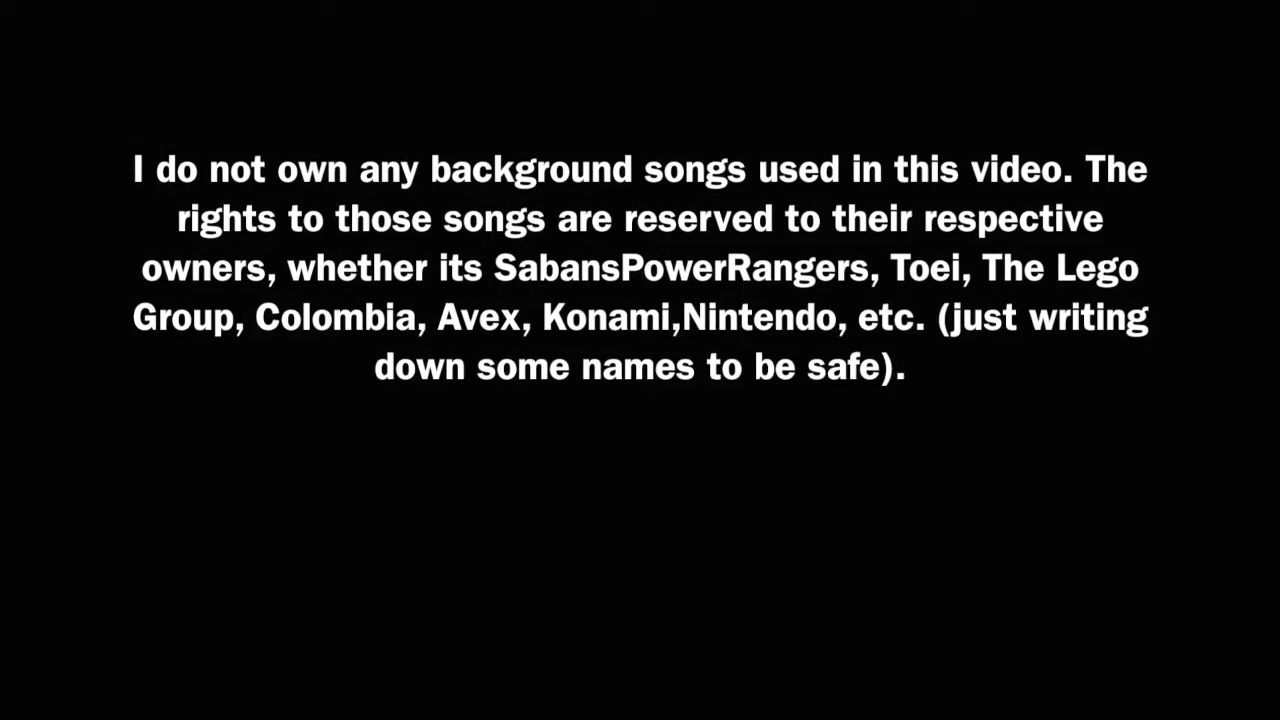 I do not own any background songs used in this video. The
rights to those songs are reserved to their respective
owners, whether its SabansPowerRangers, Toei, The Lego
Group, Colombia, Avex, Konami,Nintendo, etc. (just writing
down some names to be safe).